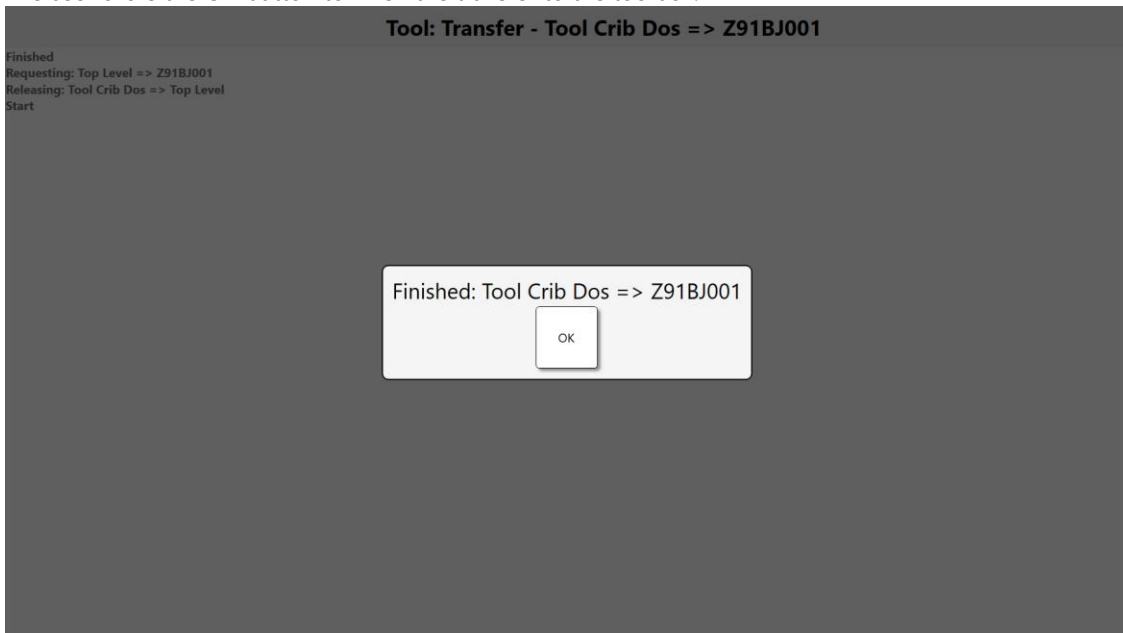 Tool: Transfer - Tool Crib Dos => Z91BJ001
Finished
Requesting: Top Level => Z91BJ001
Releasing: Tool Crib Dos => Top Level
Start
Finished: Tool Crib Dos => Z91BJ001
OK